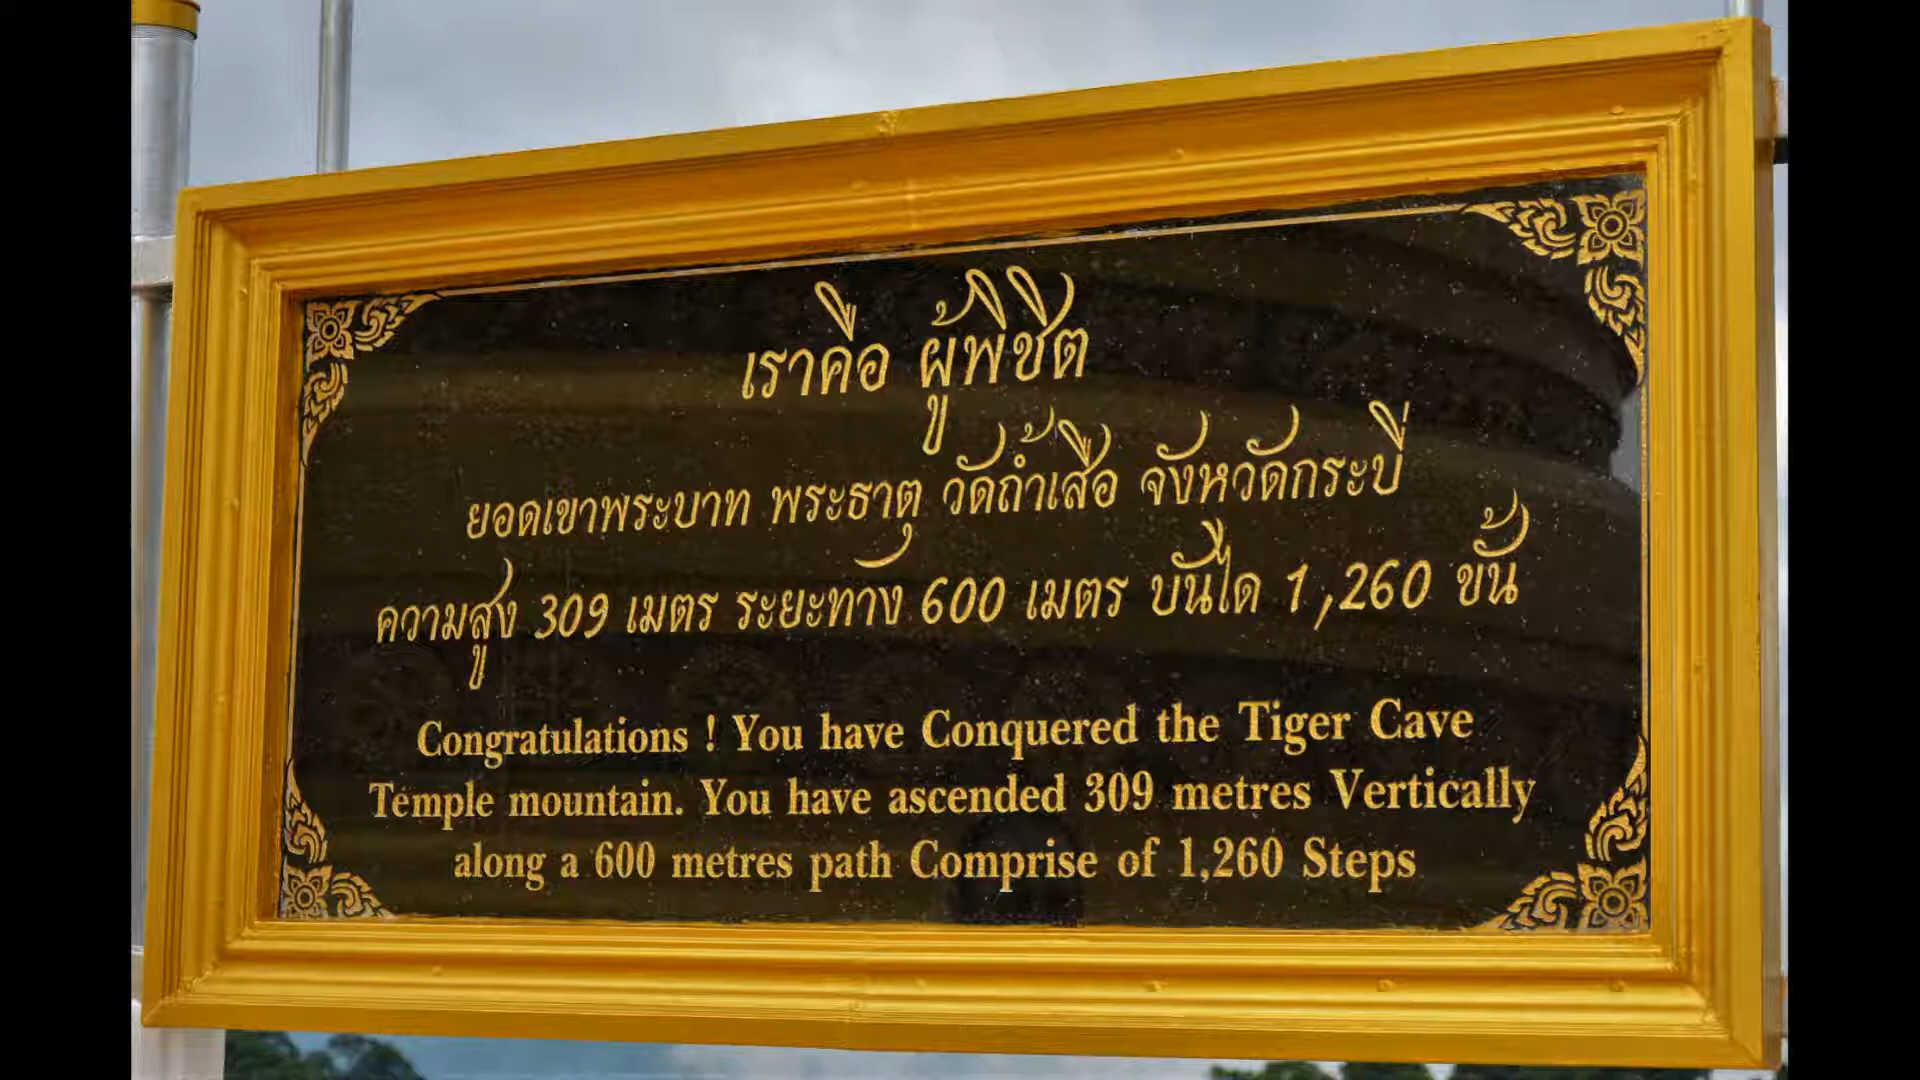 เราคือ ผู้พิชิต
ยอดเขาพระบาท พระธาตุ วัดถ้ำเสือ จังหวัดกระบี่
ความสูง 309 เมตร ระยะทาง 600 เมตร บันได 1,260 ขั้น
Congratulations ! You have Conquered the Tiger Cave
Temple mountain. You have ascended 309 metres Vertically
along a 600 metres path Comprise of 1,260 Steps